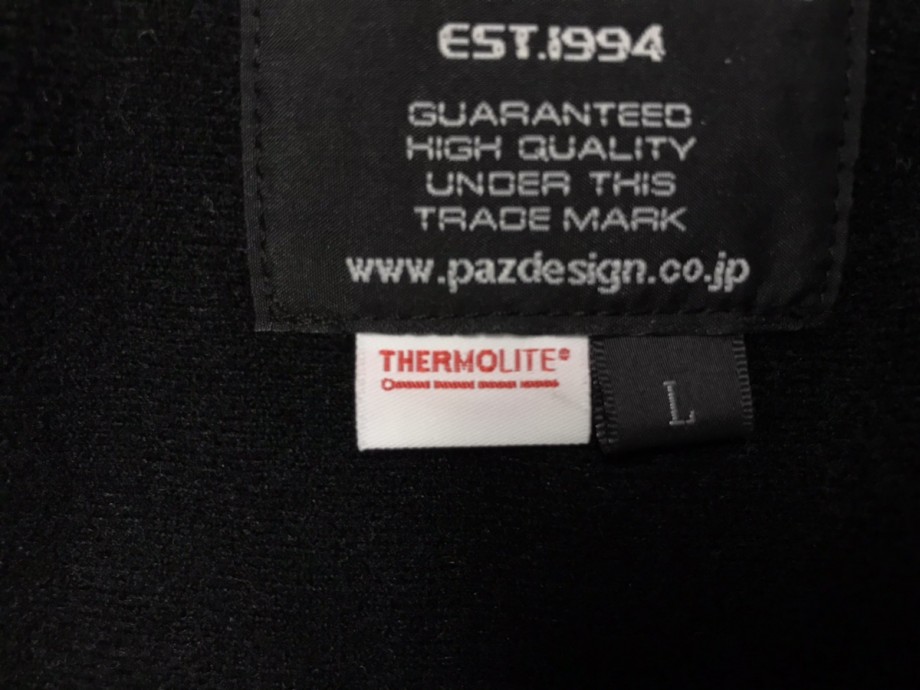 EST.1994
GUARANTEED
HIGH QUALITY
UNDER THIS
TRADE MARK
www.pazdesign.co.jp
THERMOLITE®
L